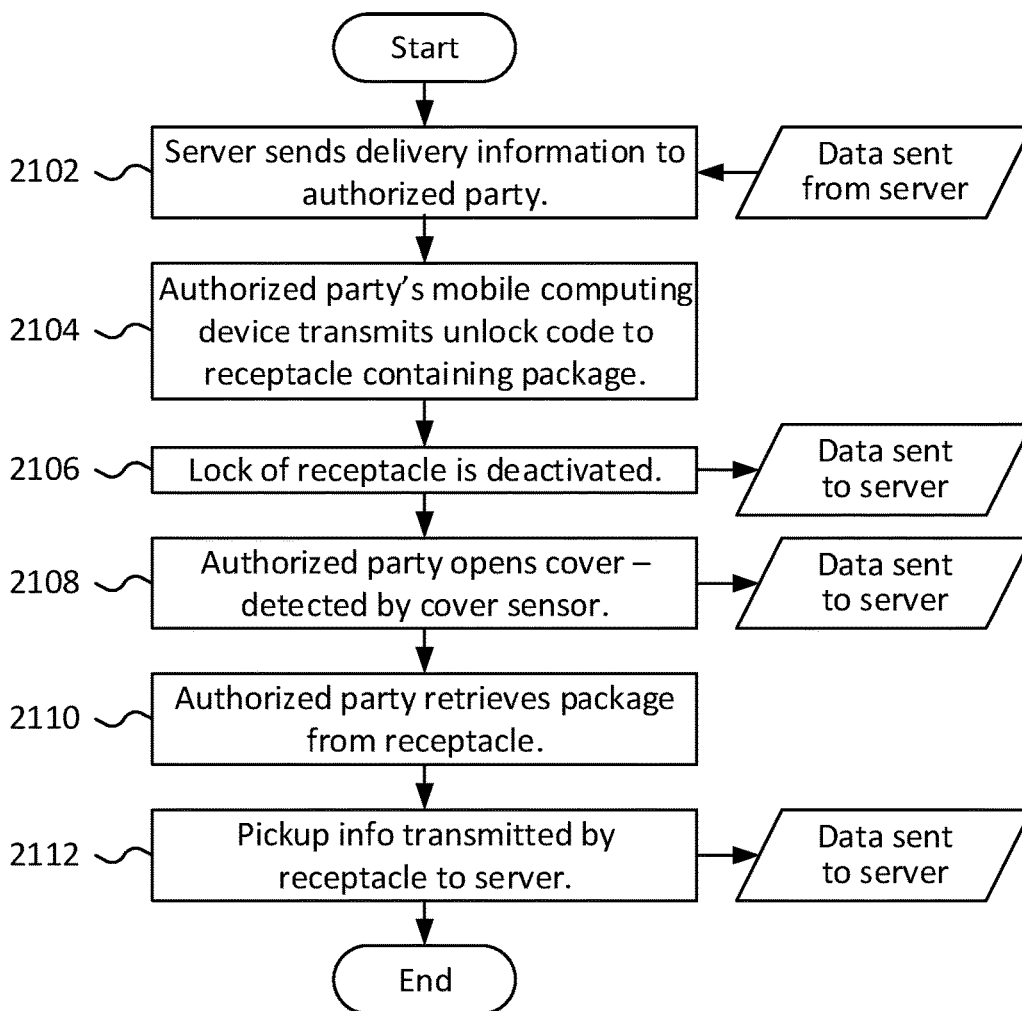 Start
2102
Server sends delivery information to
authorized party.
Data sent
from server
2104
Authorized party’s mobile computing
device transmits unlock code to
receptacle containing package.
2106
Lock of receptacle is deactivated.
Data sent
to server
2108
Authorized party opens cover –
detected by cover sensor.
Data sent
to server
2110
Authorized party retrieves package
from receptacle.
2112
Pickup info transmitted by
receptacle to server.
Data sent
to server
End